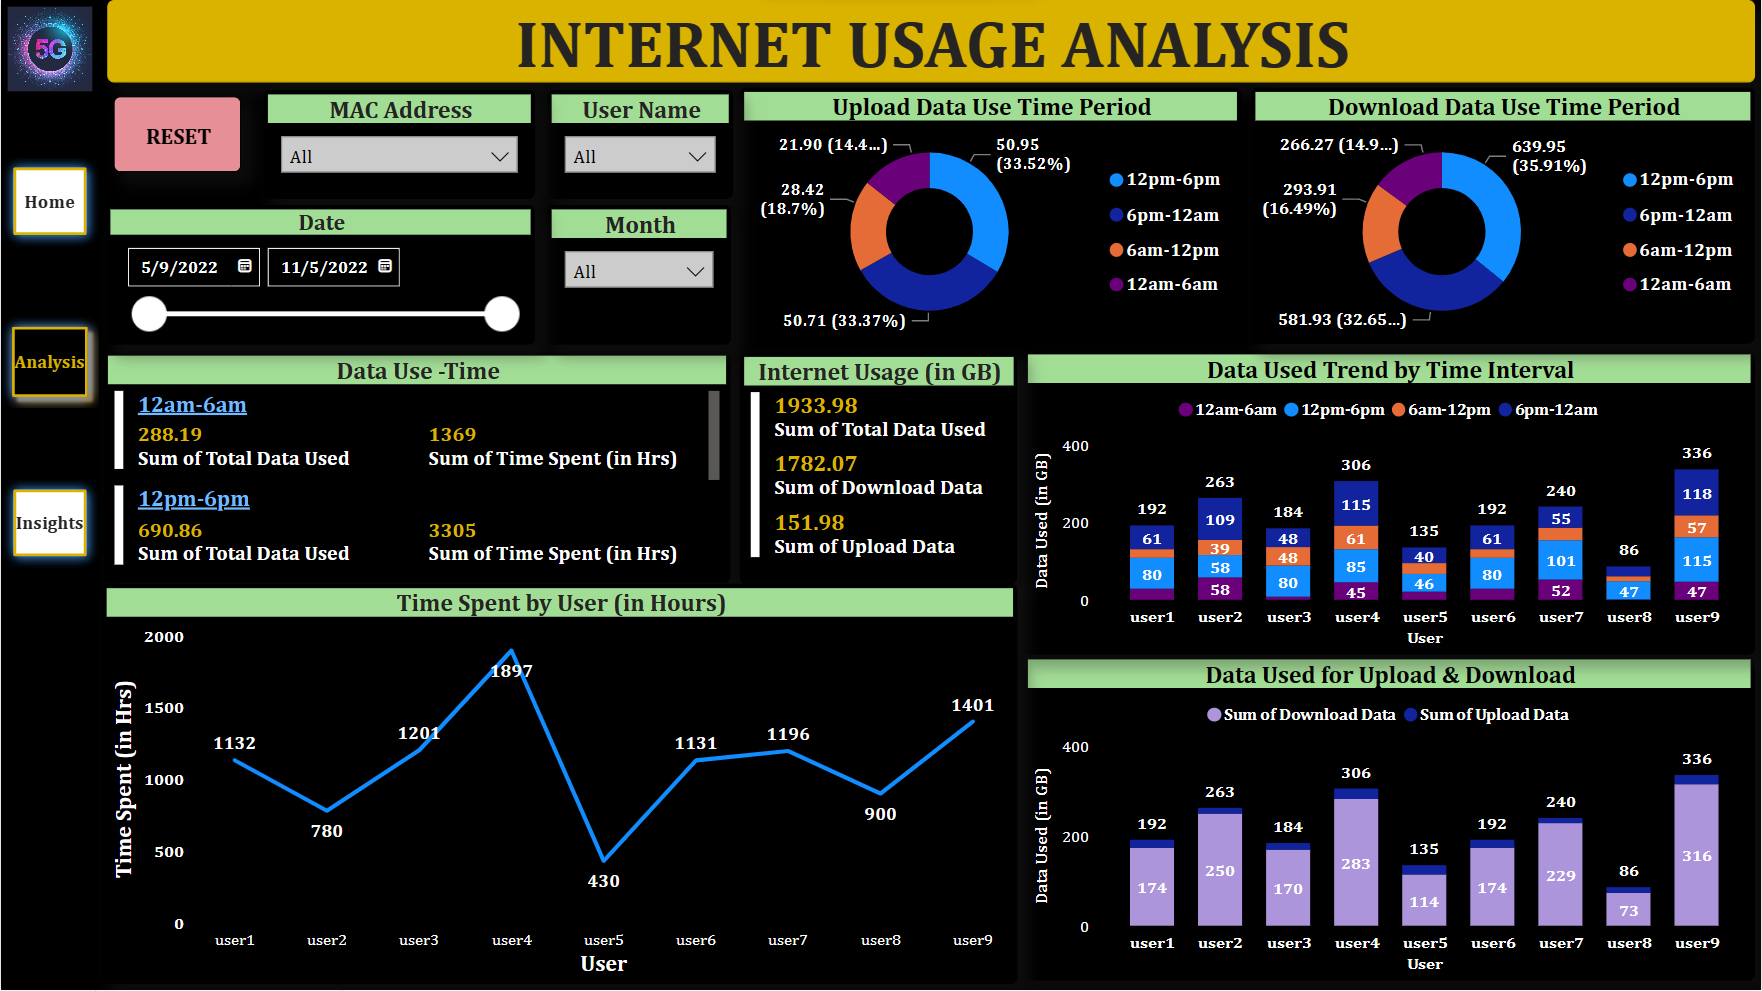 5G
INTERNET USAGE ANALYSIS
RESET
MAC Address
All
User Name
All
Date
5/9/2022
11/5/2022
Month
All
Home
Analysis
Insights
Upload Data Use Time Period
21.90 (14.4...)
50.95
(33.52%)
28.42
(18.7%)
50.71 (33.37%)
12pm-6pm
6pm-12am
6am-12pm
12am-6am
Download Data Use Time Period
266.27 (14.9...)
639.95
(35.91%)
293.91
(16.49%)
581.93 (32.65...)
12pm-6pm
6pm-12am
6am-12pm
12am-6am
Data Use -Time
12am-6am
288.19
Sum of Total Data Used
1369
Sum of Time Spent (in Hrs)
12pm-6pm
690.86
Sum of Total Data Used
3305
Sum of Time Spent (in Hrs)
Internet Usage (in GB)
1933.98
Sum of Total Data Used
1782.07
Sum of Download Data
151.98
Sum of Upload Data
Data Used Trend by Time Interval
12am-6am 12pm-6pm 6am-12pm 6pm-12am
Data Used (in GB)
400
200
0
192
61
80
263
109
39
58
58
184
48
48
80
306
115
61
85
45
135
40
46
192
61
80
240
55
101
52
86
47
336
118
57
115
47
user1 user2 user3 user4 user5 user6 user7 user8 user9
User
Time Spent by User (in Hours)
Time Spent (in Hrs)
2000
1500
1000
500
0
1132
780
1201
1897
430
1131
1196
900
1401
user1 user2 user3 user4 user5 user6 user7 user8 user9
User
Data Used for Upload & Download
Sum of Download Data Sum of Upload Data
Data Used (in GB)
400
200
0
192
174
263
250
184
170
306
283
135
114
192
174
240
229
86
73
336
316
user1 user2 user3 user4 user5 user6 user7 user8 user9
User